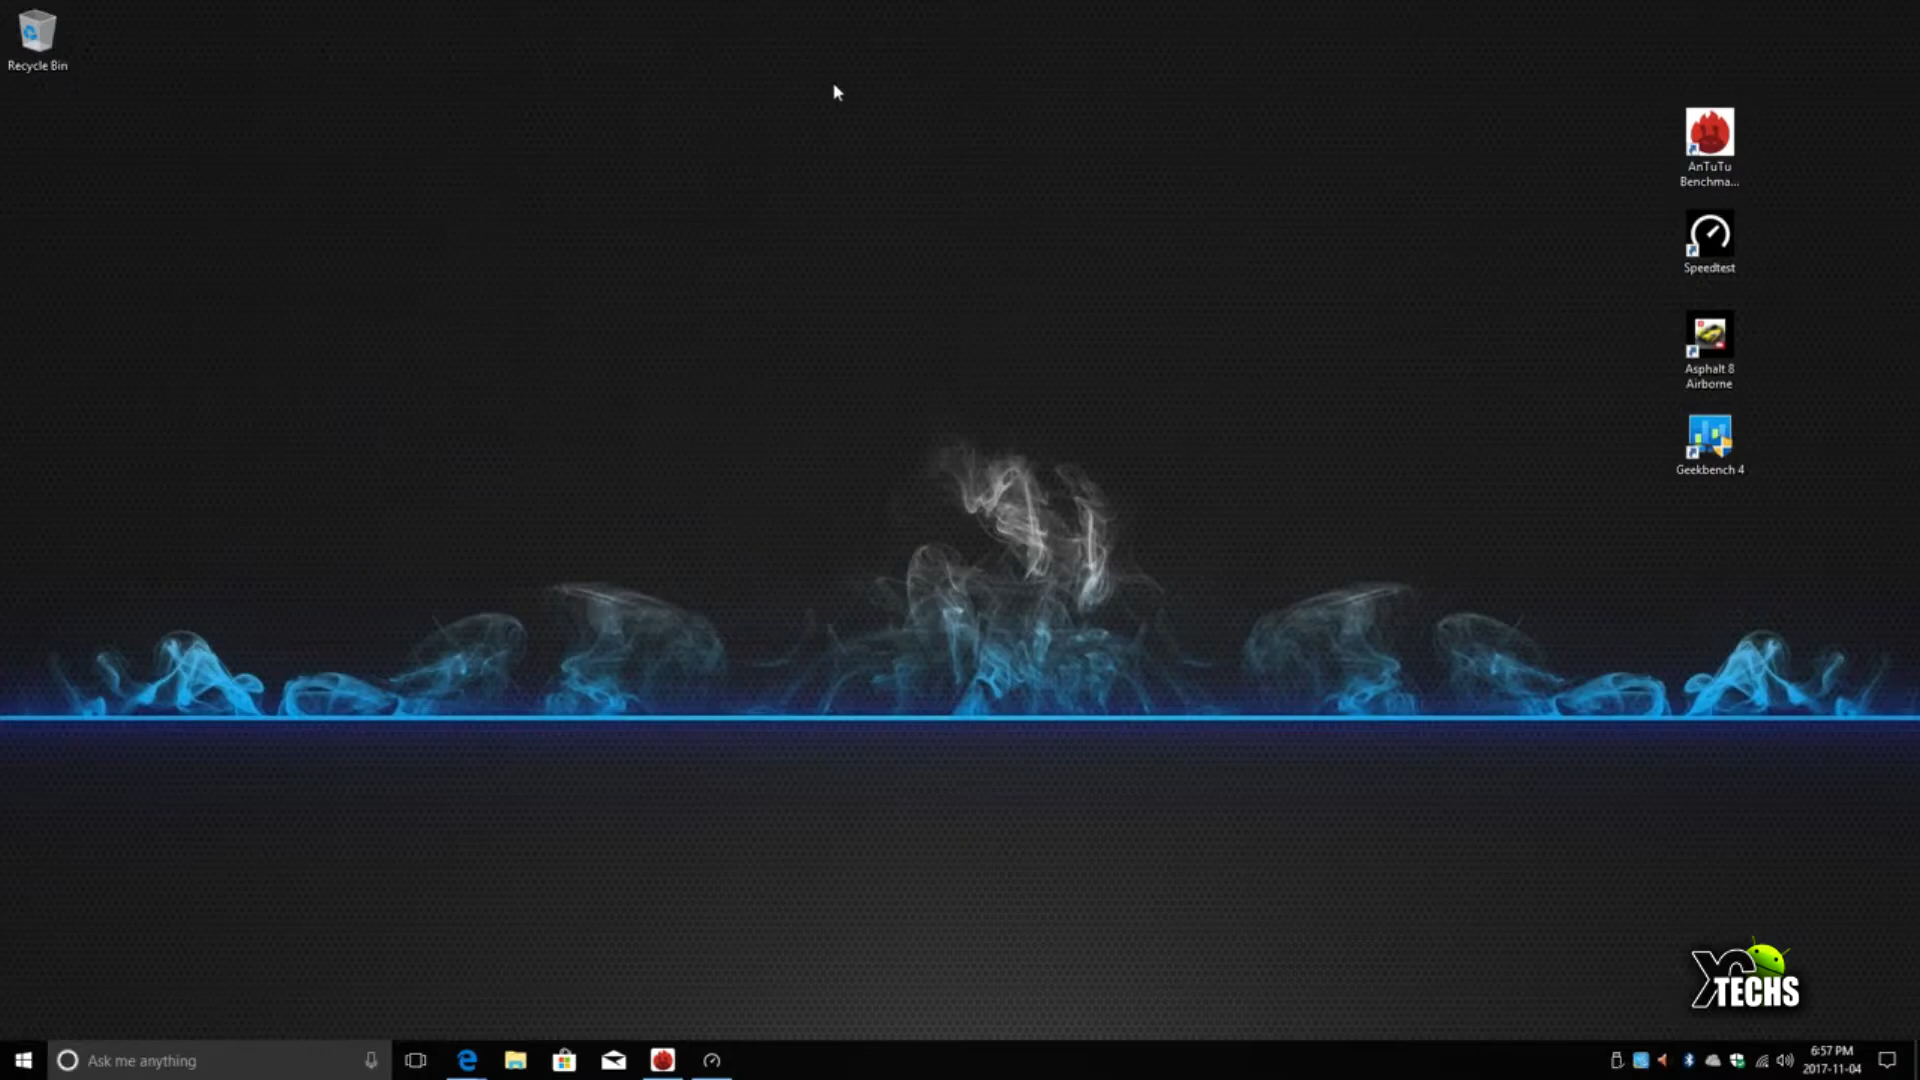 Recycle Bin
AnTuTu
Benchma...
Speedtest
Asphalt 8
Airborne
Geekbench 4
TECHS
Ask me anything
6:57 PM
2017-11-04